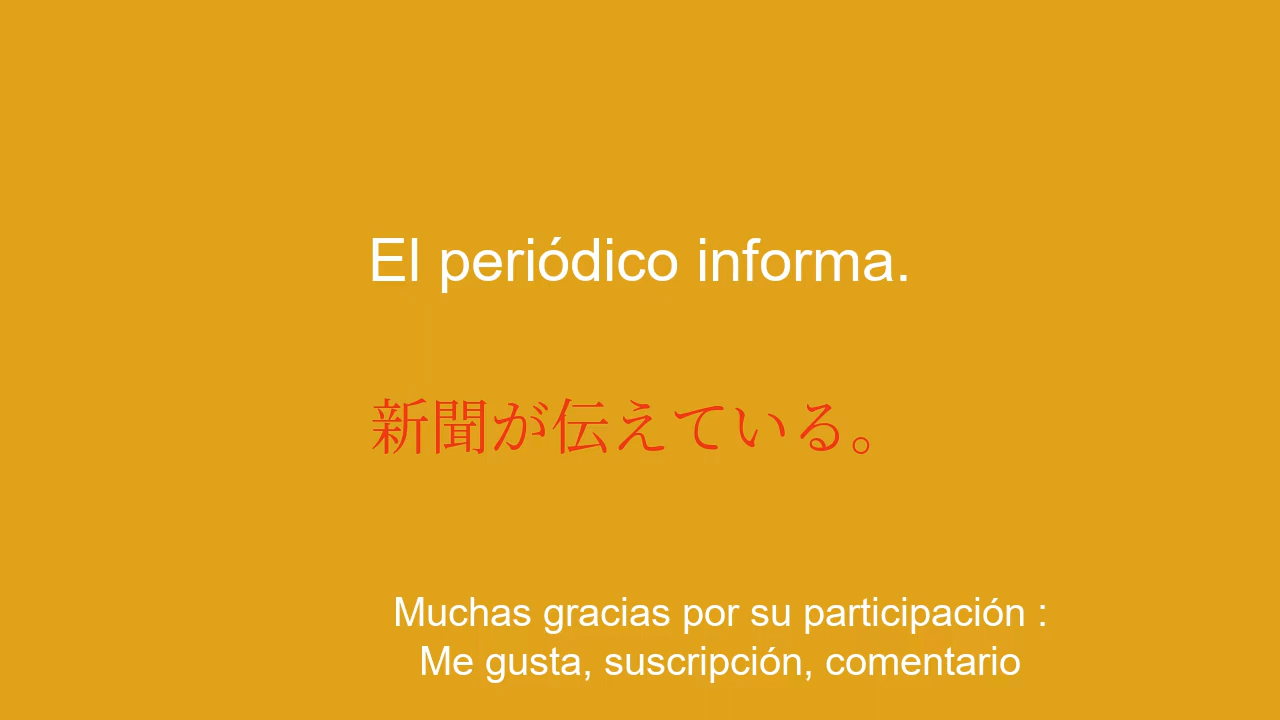 El periódico informa.
新聞が伝えている。
Muchas gracias por su participación :
Me gusta, suscripción, comentario